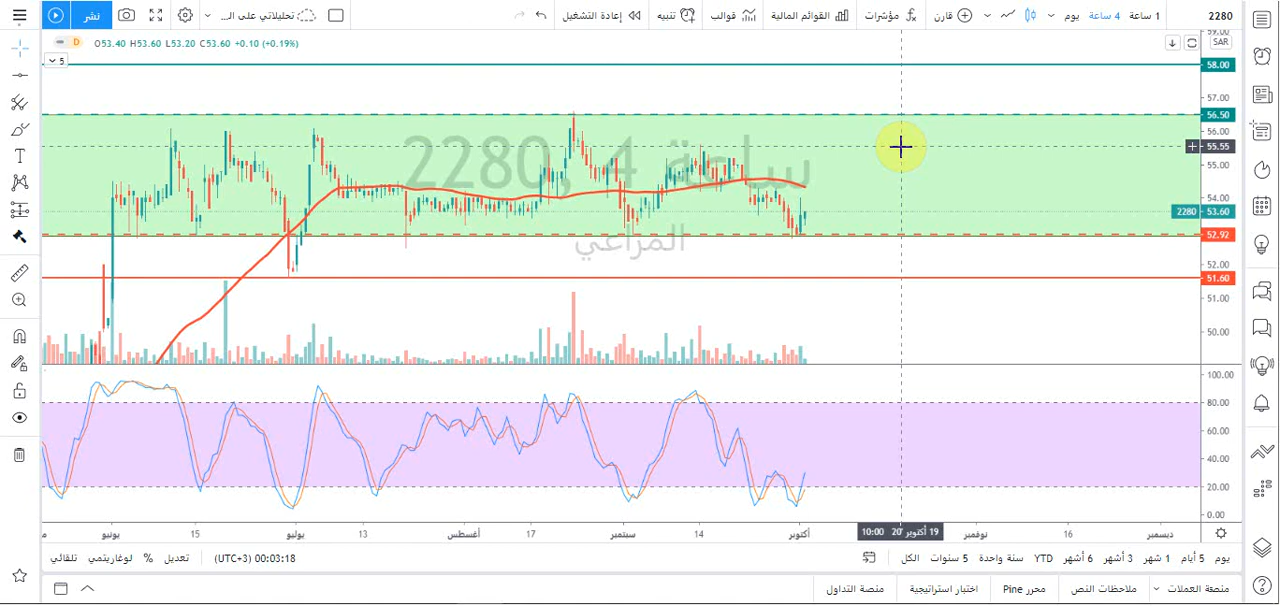 نشر
تحليلاتي على ال...
إعادة التشغيل
تنبيه
قوالب
القوائم المالية
مؤشرات
قارن
يوم
4 ساعة
1 ساعة
2280
D O53.40 H53.60 L53.20 C53.60 +0.10 (+0.19%)
5
2280, 4 ساعة
المراعي
SAR
59.00
58.00
57.00
56.50
56.00
55.55
55.00
54.00
2280 53.60
52.92
52.00
51.60
51.00
50.00
100.00
80.00
60.00
40.00
20.00
0.00
يونيو
15
يوليو
13
أغسطس
17
سبتمبر
14
أكتوبر
19 أكتوبر '20 10:00
نوفمبر
16
ديسمبر
يوم
5 أيام
1 شهر
3 أشهر
6 أشهر
YTD
سنة واحدة
5 سنوات
الكل
00:03:18 (UTC+3)
تعديل
%
لوغاريتمي
تلقائي
منصّة العملات
ملاحظات النص
محرر Pine
اختبار استراتيجية
منصة التداول